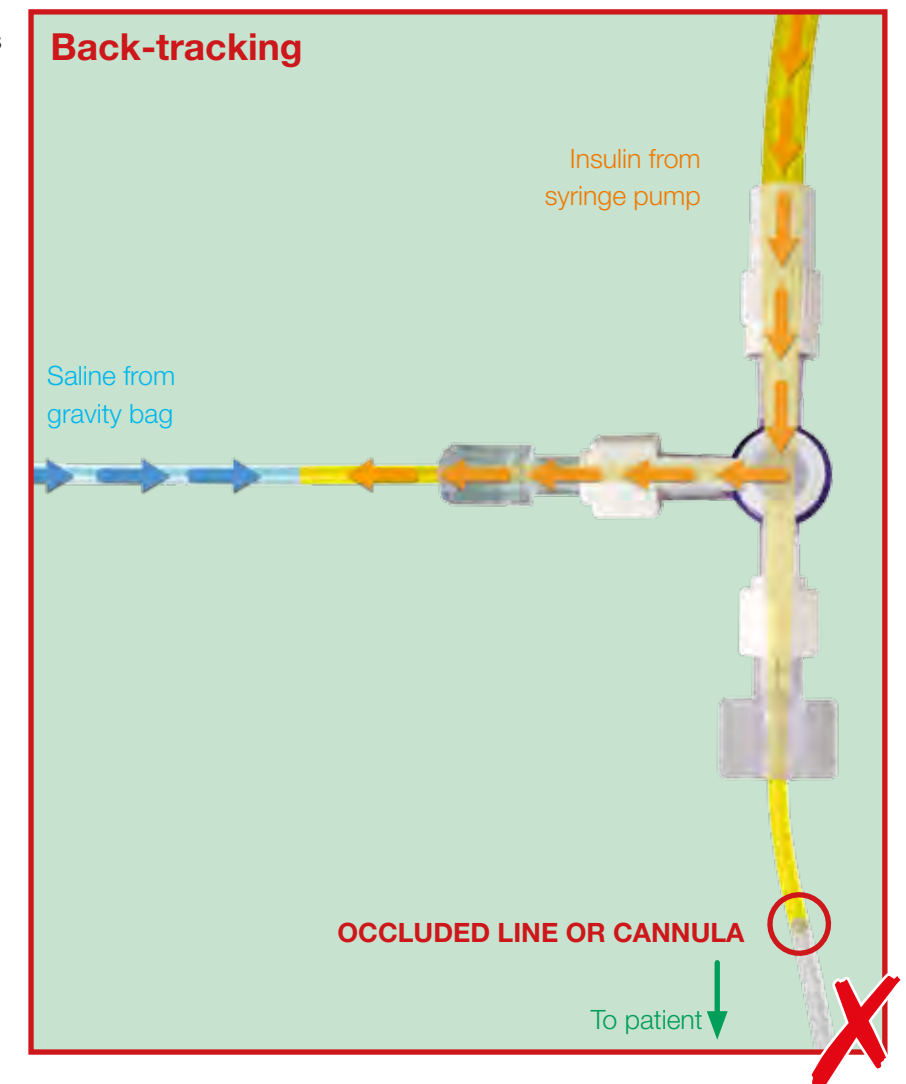 Back-tracking
Insulin from
syringe pump
Saline from
gravity bag
OCCLUDED LINE OR CANNULA
To patient